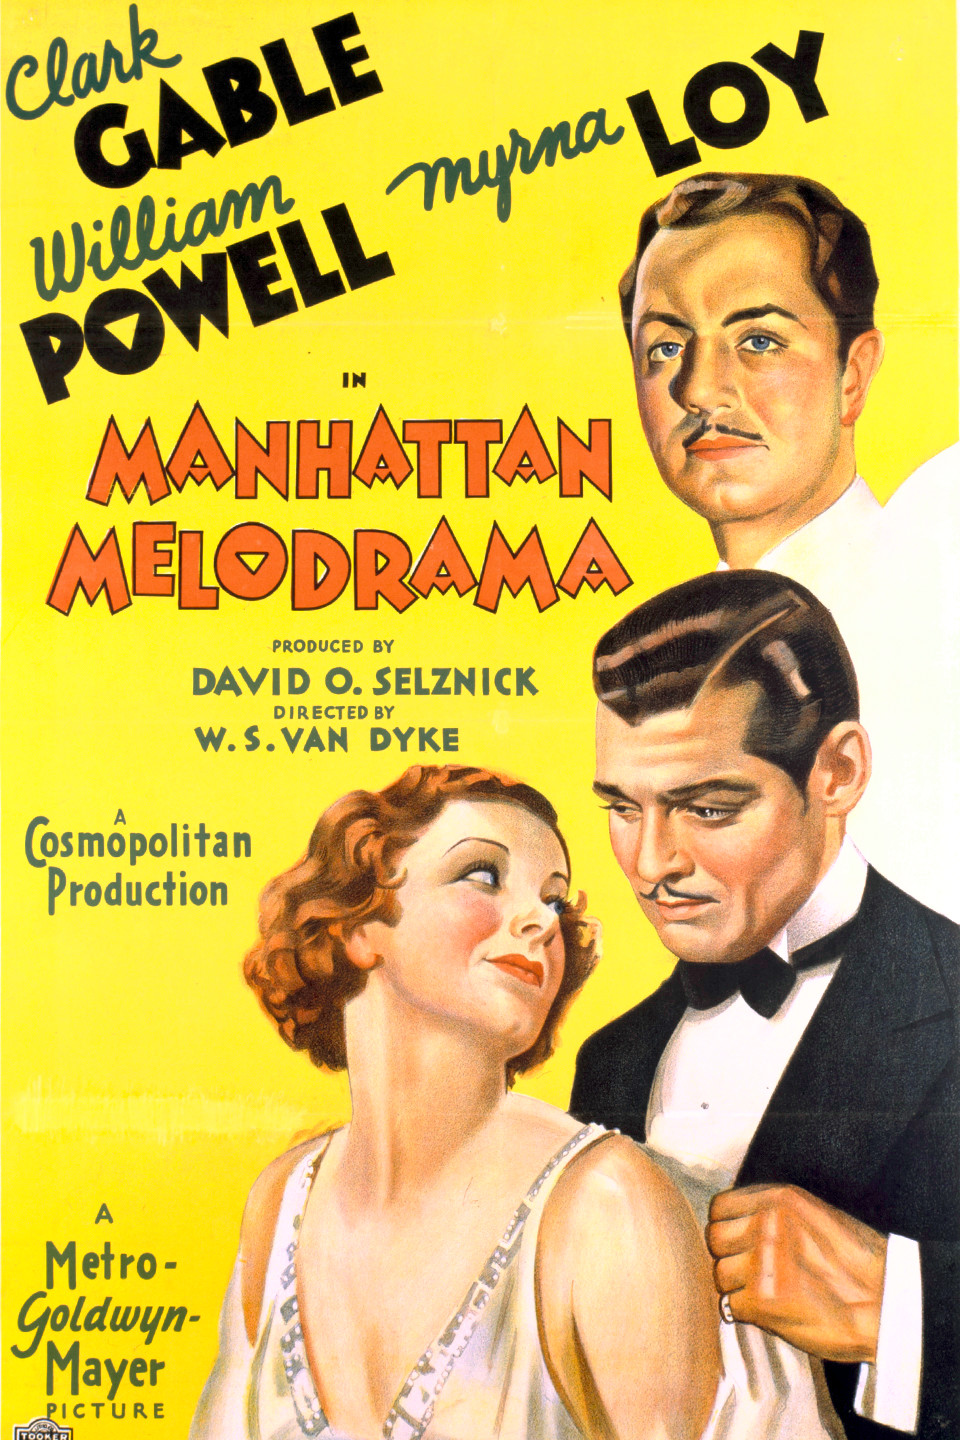 Clark
GABLE
William
POWELL
Myrna LOY
IN
MANHATTAN
MELODRAMA
PRODUCED BY
DAVID O. SELZNICK
DIRECTED BY
W. S. VAN DYKE
A
Cosmopolitan
Production
A
Metro-
Goldwyn-
Mayer
PICTURE
TOOKER